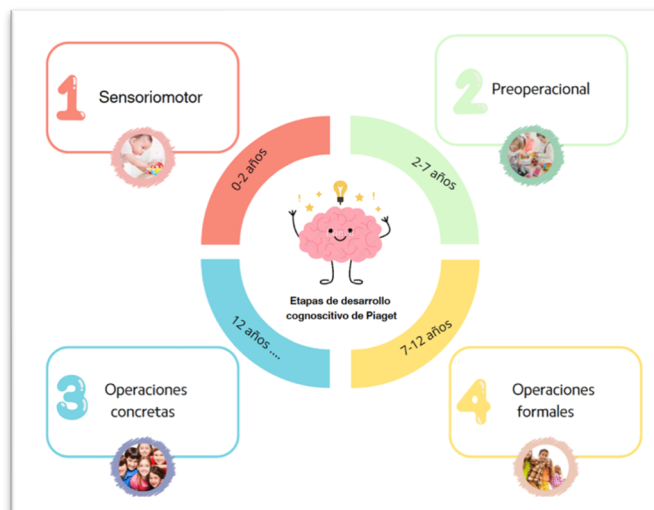 1
Sensoriomotor
2
Preoperacional
0-2 años
2-7 años
Etapas de desarrollo
cognoscitivo de Piaget
12 años ....
7-12 años
3
Operaciones
concretas
4
Operaciones
formales